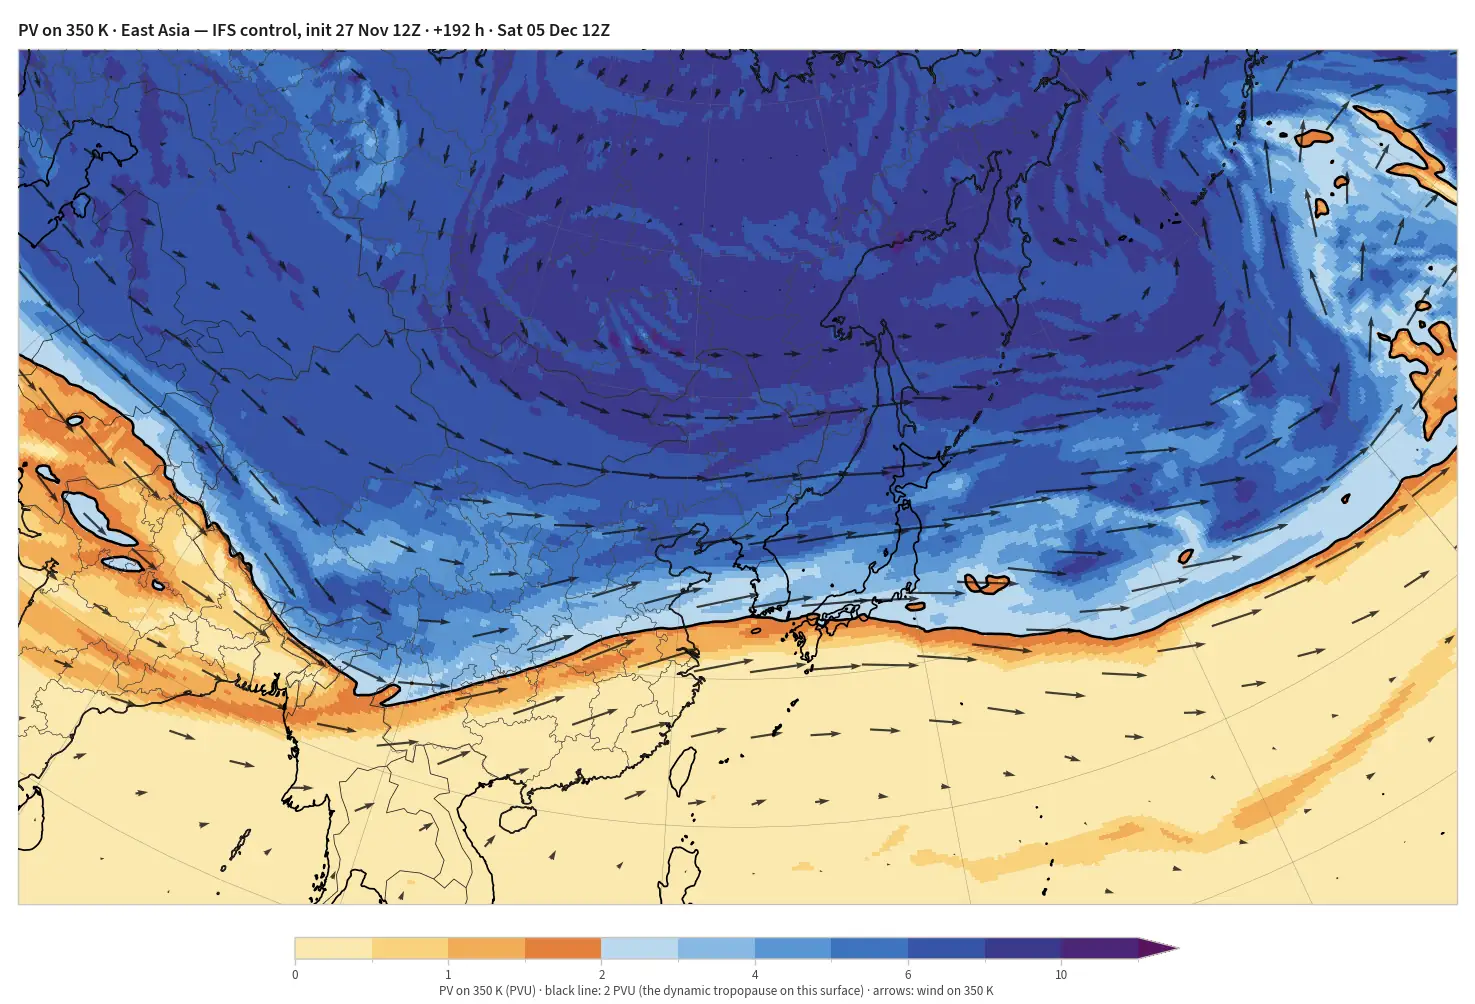 PV on 350 K · East Asia — IFS control, init 27 Nov 12Z · +192 h · Sat 05 Dec 12Z
0 1 2 4 6 10
PV on 350 K (PVU) · black line: 2 PVU (the dynamic tropopause on this surface) · arrows: wind on 350 K